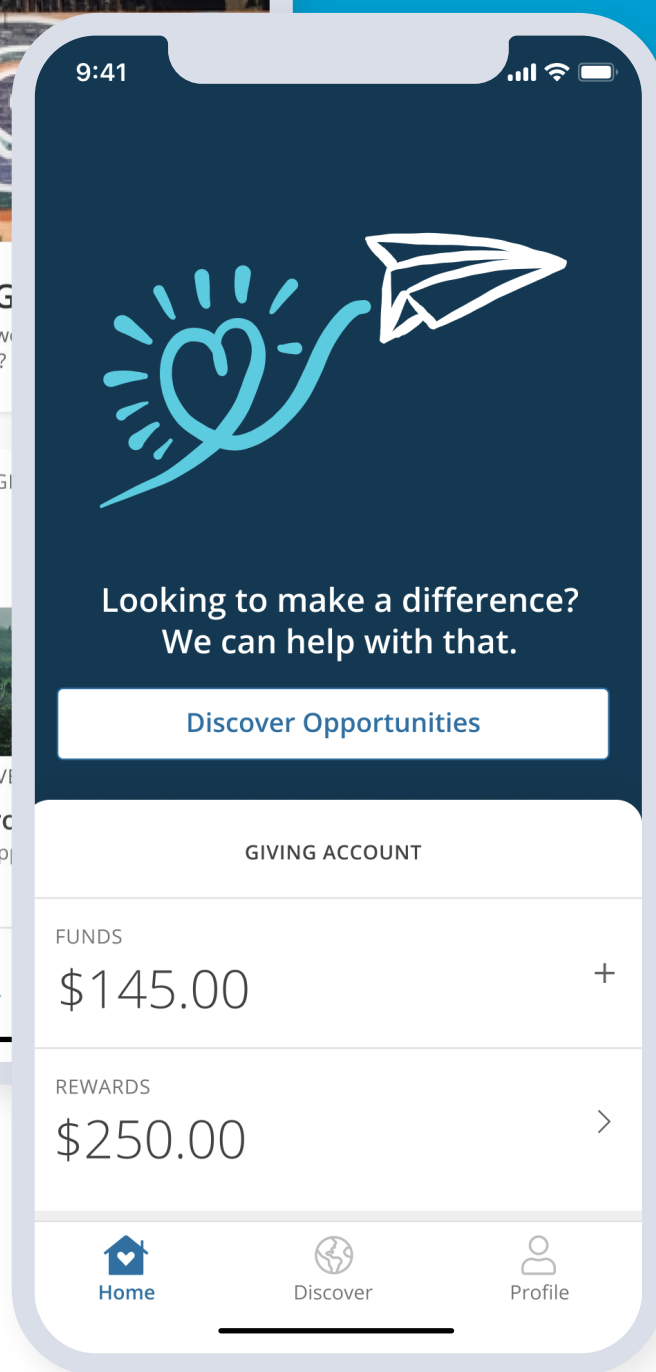 9:41
Looking to make a difference?
We can help with that.
Discover Opportunities
GIVING ACCOUNT
FUNDS
$145.00
+
REWARDS
$250.00
Home
Discover
Profile